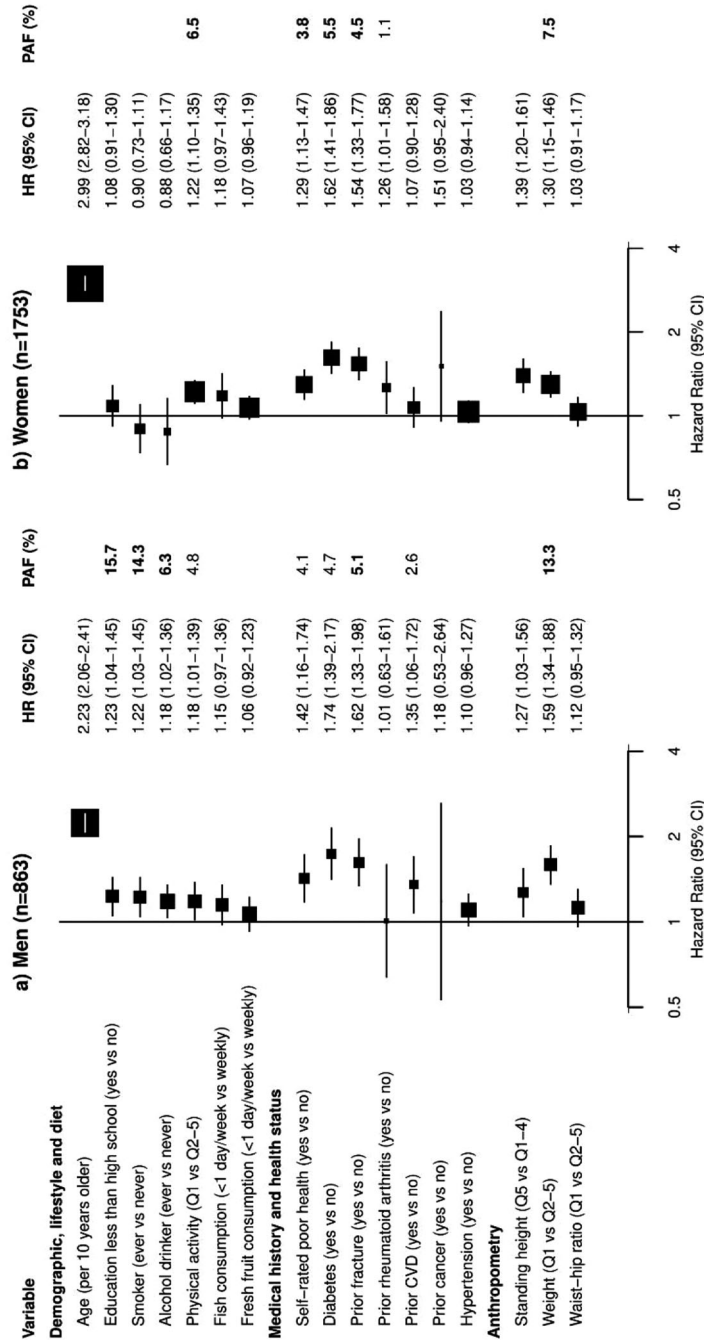 a) Men (n=863) b) Women (n=1753)
Variable HR (95% CI) PAF (%) HR (95% CI) PAF (%)
Demographic, lifestyle and diet
Age (per 10 years older) 2.23 (2.06−2.41) 2.99 (2.82−3.18)
Education less than high school (yes vs no) 1.23 (1.04−1.45) 15.7 1.08 (0.91−1.30)
Smoker (ever vs never) 1.22 (1.03−1.45) 14.3 0.90 (0.73−1.11)
Alcohol drinker (ever vs never) 1.18 (1.02−1.36) 6.3 0.88 (0.66−1.17)
Physical activity (Q1 vs Q2−5) 1.18 (1.01−1.39) 4.8 1.22 (1.10−1.35) 6.5
Fish consumption (<1 day/week vs weekly) 1.15 (0.97−1.36) 1.18 (0.97−1.43)
Fresh fruit consumption (<1 day/week vs weekly) 1.06 (0.92−1.23) 1.07 (0.96−1.19)
Medical history and health status
Self−rated poor health (yes vs no) 1.42 (1.16−1.74) 4.1 1.29 (1.13−1.47) 3.8
Diabetes (yes vs no) 1.74 (1.39−2.17) 4.7 1.62 (1.41−1.86) 5.5
Prior fracture (yes vs no) 1.62 (1.33−1.98) 5.1 1.54 (1.33−1.77) 4.5
Prior rheumatoid arthritis (yes vs no) 1.01 (0.63−1.61) 1.26 (1.01−1.58) 1.1
Prior CVD (yes vs no) 1.35 (1.06−1.72) 2.6 1.07 (0.90−1.28)
Prior cancer (yes vs no) 1.18 (0.53−2.64) 1.51 (0.95−2.40)
Hypertension (yes vs no) 1.10 (0.96−1.27) 1.03 (0.94−1.14)
Anthropometry
Standing height (Q5 vs Q1−4) 1.27 (1.03−1.56) 1.39 (1.20−1.61)
Weight (Q1 vs Q2−5) 1.59 (1.34−1.88) 13.3 1.30 (1.15−1.46) 7.5
Waist−hip ratio (Q1 vs Q2−5) 1.12 (0.95−1.32) 1.03 (0.91−1.17)
0.5 1 2 4 0.5 1 2 4
Hazard Ratio (95% CI) Hazard Ratio (95% CI)